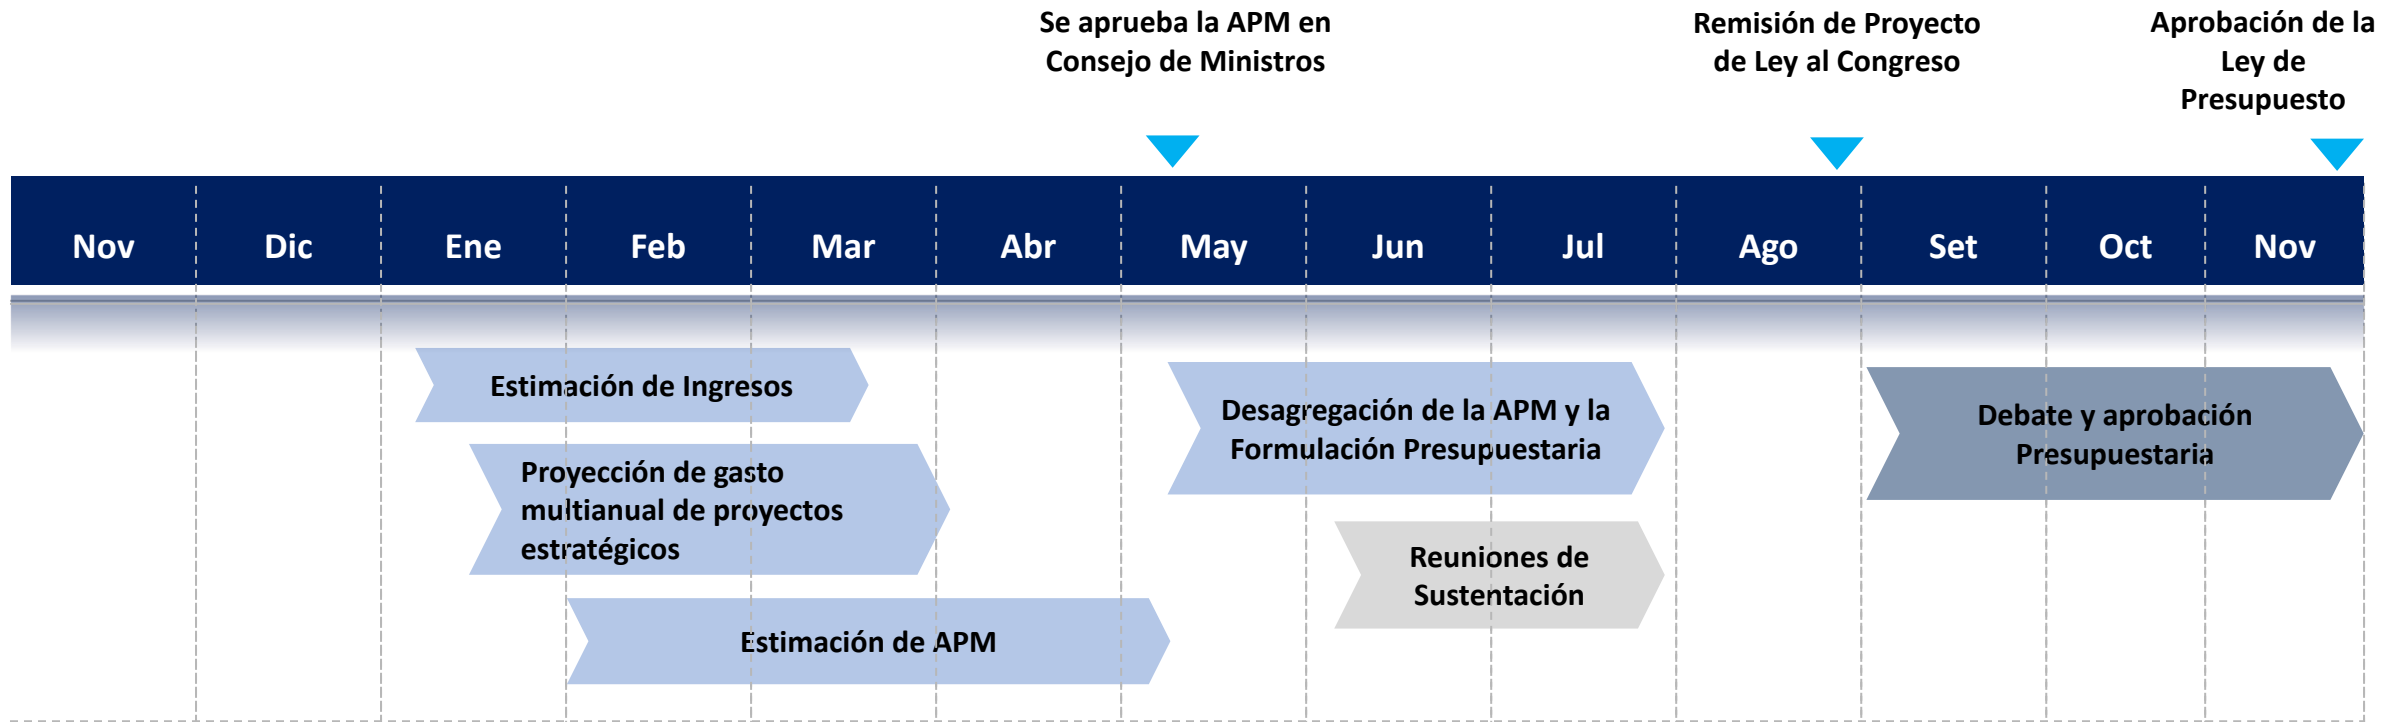 Se aprueba la APM en
Consejo de Ministros
Remisión de Proyecto
de Ley al Congreso
Aprobación de la
Ley de
Presupuesto
Nov
Dic
Ene
Feb
Mar
Abr
May
Jun
Jul
Ago
Set
Oct
Nov
Estimación de Ingresos
Proyección de gasto
multianual de proyectos
estratégicos
Estimación de APM
Desagregación de la APM y la
Formulación Presupuestaria
Reuniones de
Sustentación
Debate y aprobación
Presupuestaria